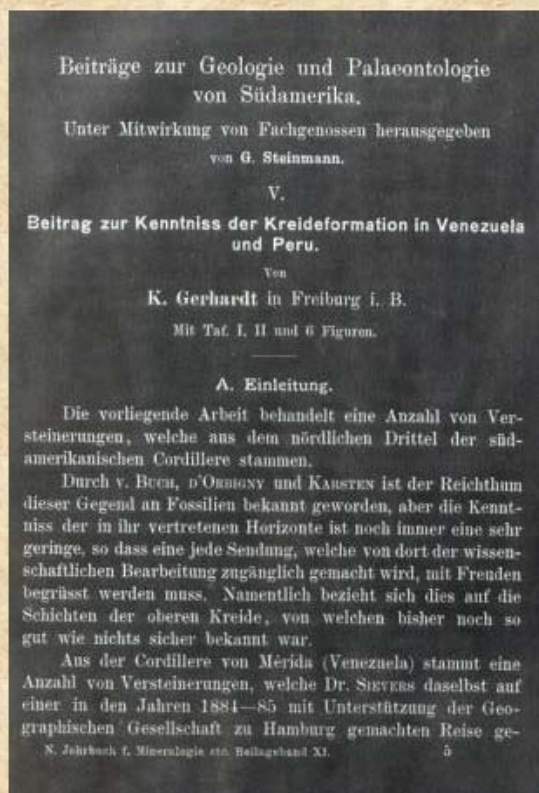 Beiträge zur Geologie und Palaeontologie
von Südamerika.
Unter Mitwirkung von Fachgenossen herausgegeben
von G. Steinmann.
V.
Beitrag zur Kenntniss der Kreideformation in Venezuela
und Peru.
Von
K. Gerhardt in Freiburg i. B.
Mit Taf. I, II und 6 Figuren.
A. Einleitung.
Die vorliegende Arbeit behandelt eine Anzahl von Ver-
steinerungen, welche aus dem nördlichen Drittel der süd-
amerikanischen Cordillere stammen.
Durch v. BUCH, D'ORBIGNY und KARSTEN ist der Reichthum
dieser Gegend an Fossilien bekannt geworden, aber die Kennt-
niss der in ihr vertretenen Horizonte ist noch immer eine sehr
geringe, so dass eine jede Sendung, welche von dort der wissen-
schaftlichen Bearbeitung zugänglich gemacht wird, mit Freuden
begrüsst werden muss. Namentlich bezieht sich dies auf die
Schichten der oberen Kreide, von welchen bisher noch so
gut wie nichts sicher bekannt war.
Aus der Cordillere von Mérida (Venezuela) stammt eine
Anzahl von Versteinerungen, welche Dr. SIEVERS daselbst auf
einer in den Jahren 1884—85 mit Unterstützung der Geo-
graphischen Gesellschaft zu Hamburg gemachten Reise ge-
N. Jahrbuch f. Mineralogie etc. Beilageband XI. 5